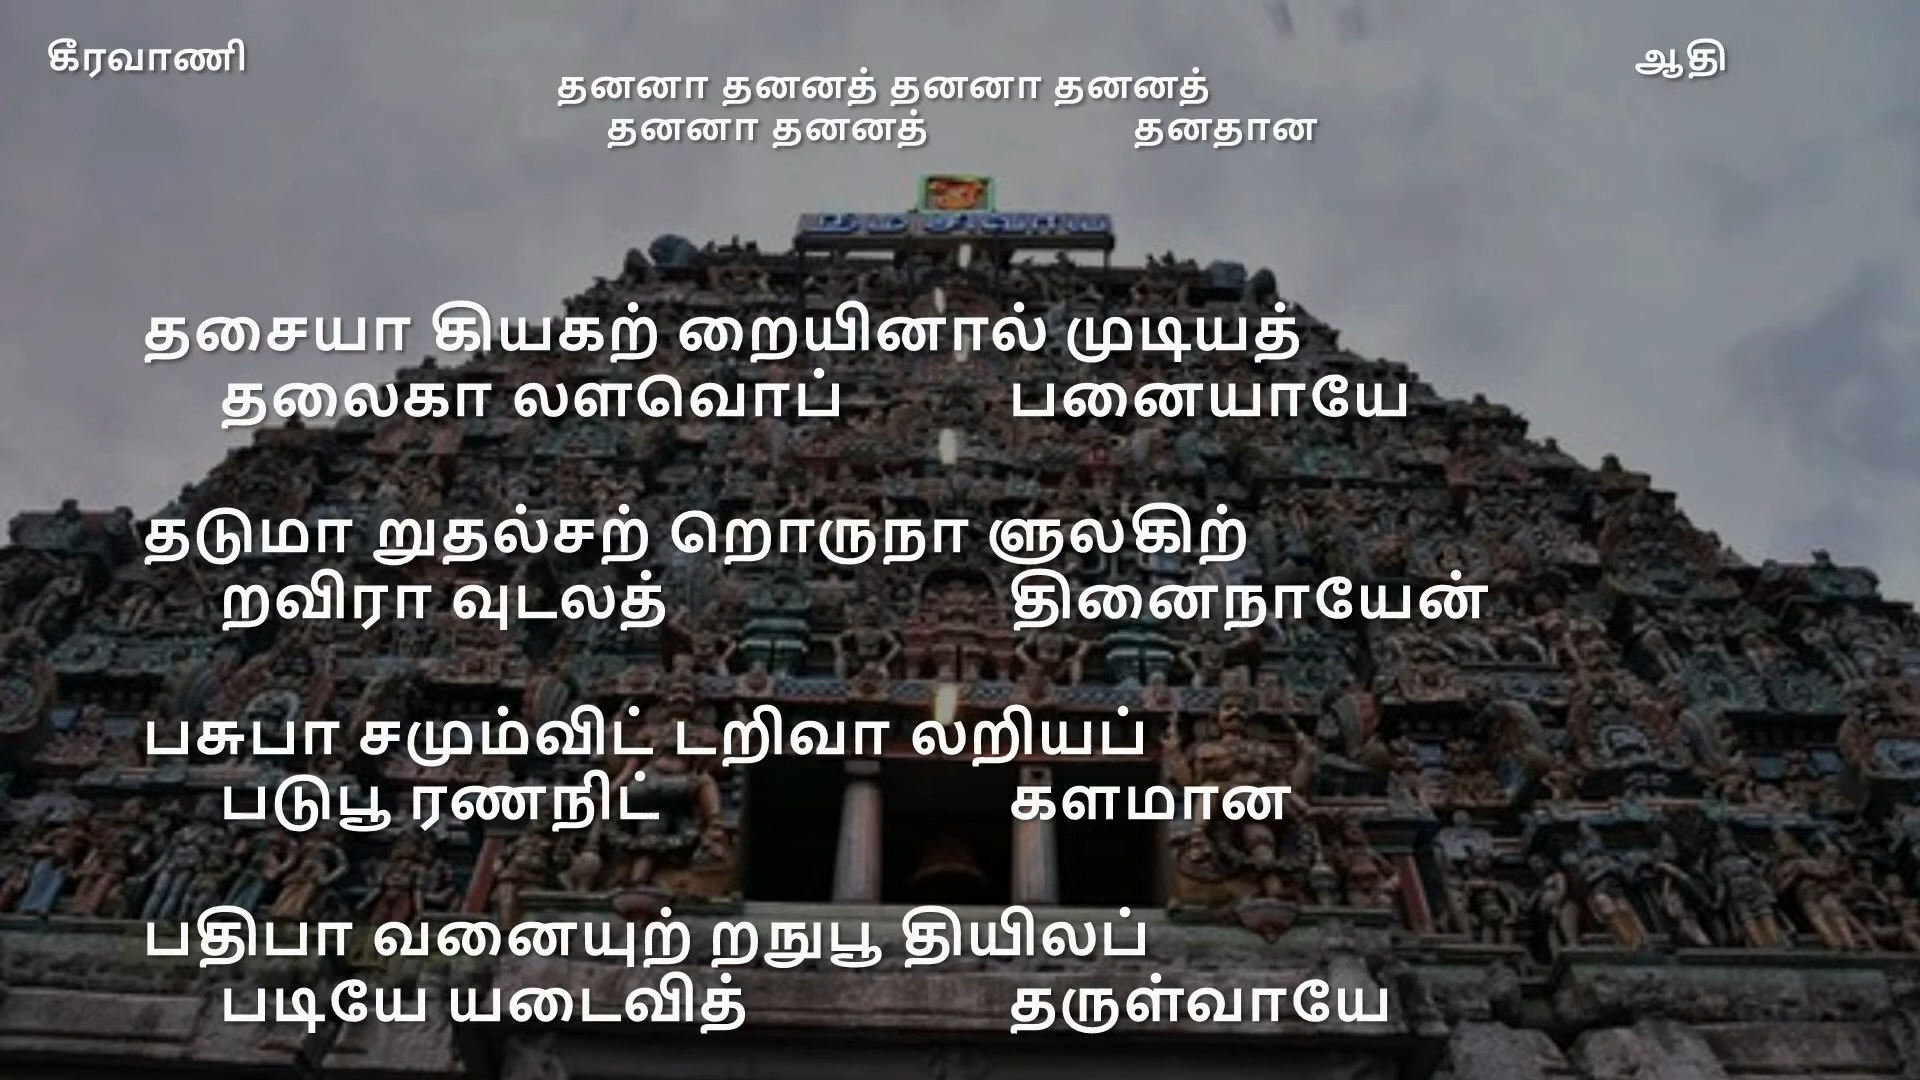 கீரவாணி
ஆதி
தனனா தனனத் தனனா தனனத்
தனனா தனனத் தனதான
தசையா கியகற் றையினால் முடியத்
தலைகா லளவொப் பனையாயே
தடுமா றுதல்சற் றொருநா ளுலகிற்
றவிரா வுடலத் தினைநாயேன்
பசுபா சமும்விட் டறிவா லறியப்
படுபூ ரணநிட் களமான
பதிபா வனையுற் றநுபூ தியிலப்
படியே யடைவித் தருள்வாயே